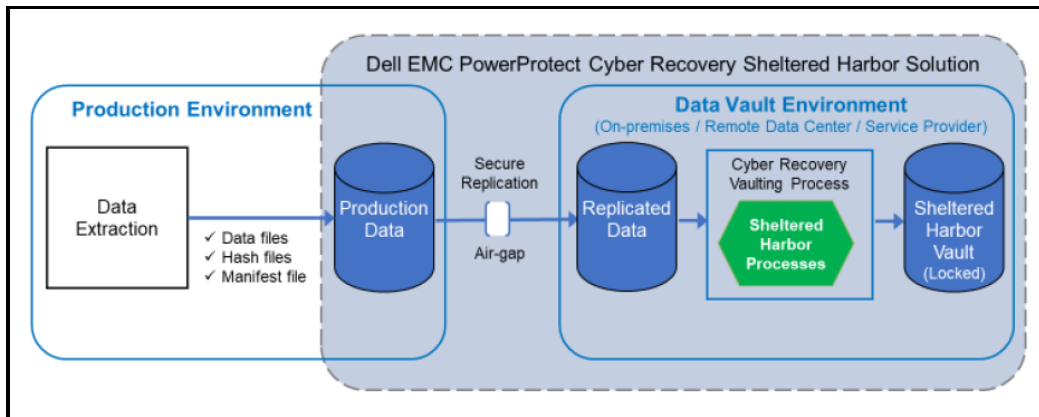 Dell EMC PowerProtect Cyber Recovery Sheltered Harbor Solution
Production Environment
Data
Extraction
✓ Data files
✓ Hash files
✓ Manifest file
Production
Data
Secure
Replication
Air-gap
Data Vault Environment
(On-premises / Remote Data Center / Service Provider)
Replicated
Data
Cyber Recovery
Vaulting Process
Sheltered
Harbor
Processes
Sheltered
Harbor
Vault
(Locked)